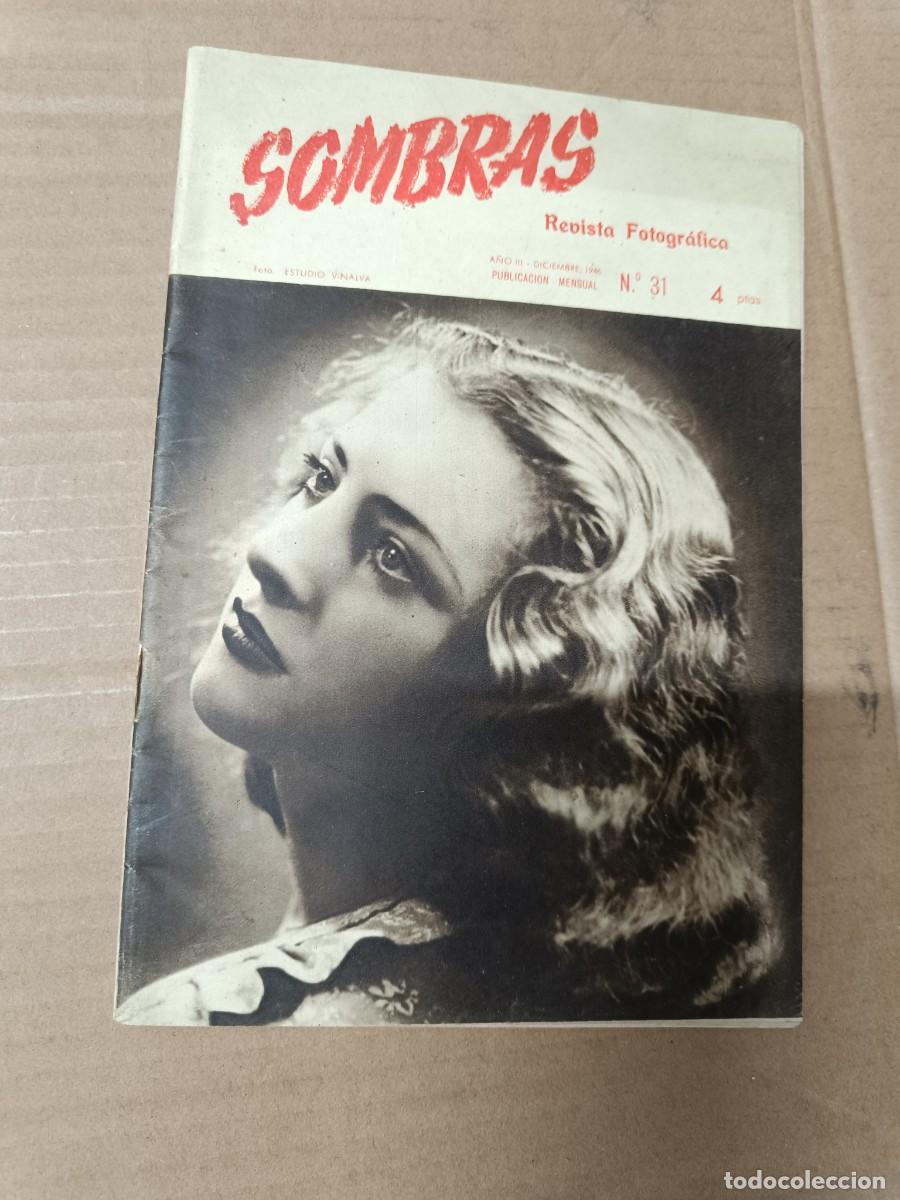 SOMBRAS
Revista Fotográfica
Foto. ESTUDIO VINALVA
AÑO III - DICIEMBRE, 1946
PUBLICACION MENSUAL N.º 31 4 ptas
todocoleccion